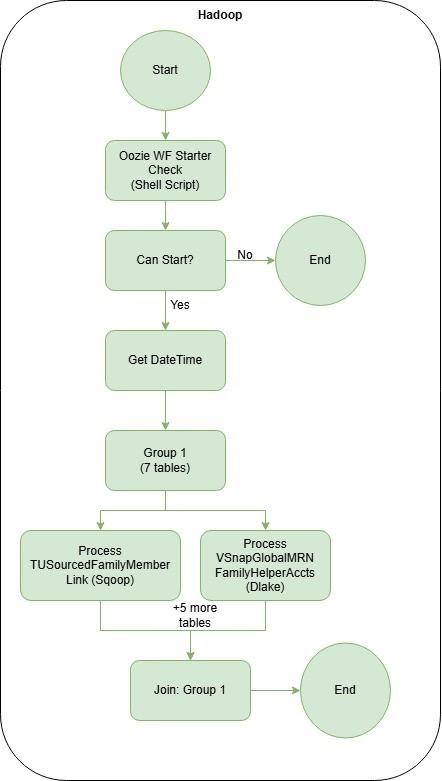 Hadoop
Start
Oozie WF Starter
Check
(Shell Script)
Can Start?
No
End
Yes
Get DateTime
Group 1
(7 tables)
Process
TUSourcedFamilyMember
Link (Sqoop)
Process
VSnapGlobalMRN
FamilyHelperAccts
(Dlake)
+5 more
tables
Join: Group 1
End